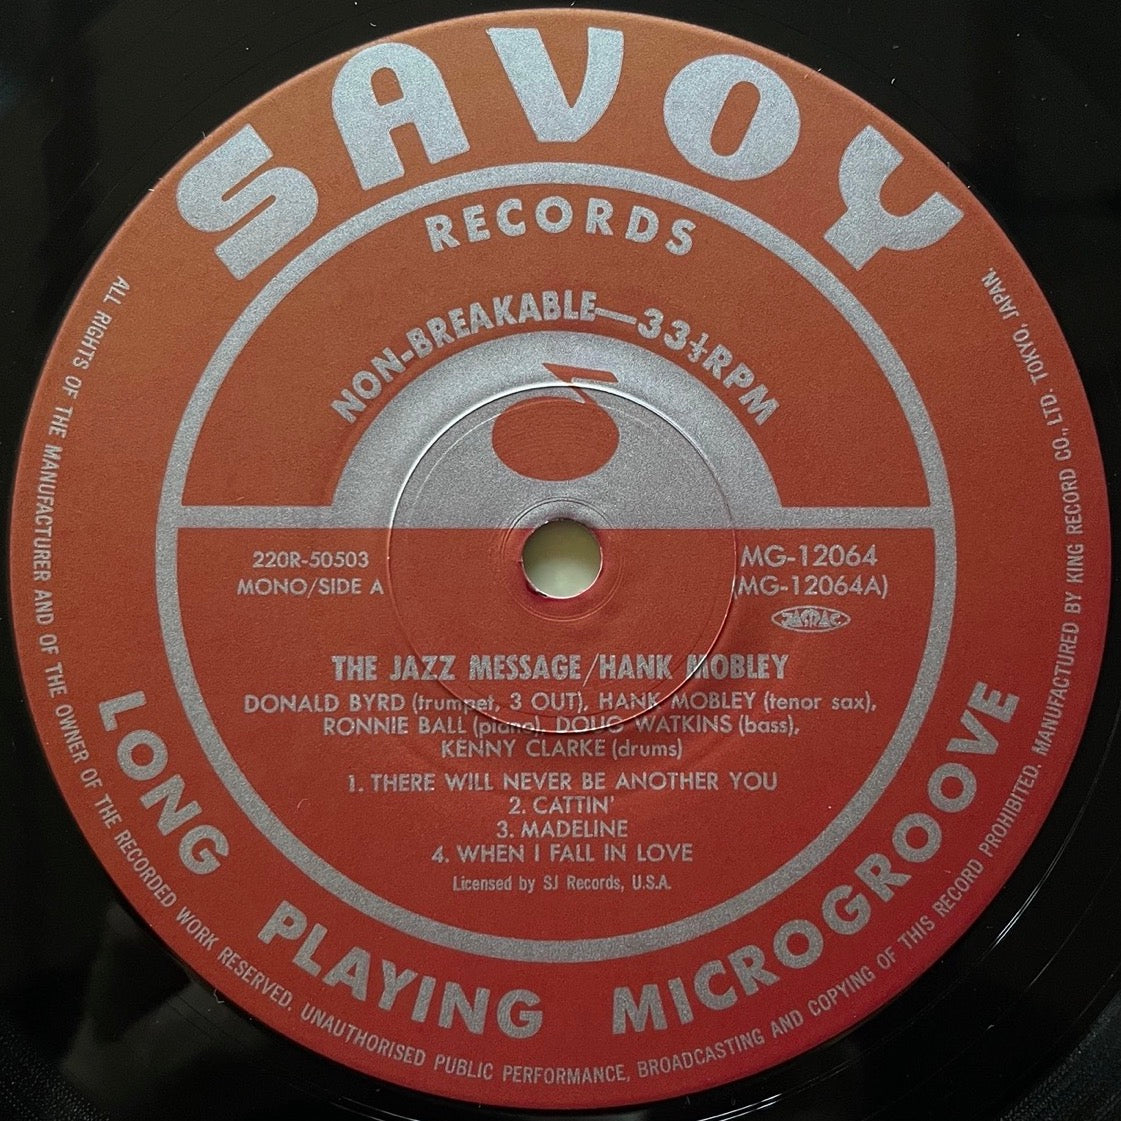 SAVOY
RECORDS
NON-BREAKABLE—33⅓RPM
220R-50503
MONO/SIDE A
MG-12064
(MG-12064A)
JASRAC
THE JAZZ MESSAGE/HANK MOBLEY
DONALD BYRD (trumpet, 3 OUT), HANK MOBLEY (tenor sax),
RONNIE BALL (piano), DOUG WATKINS (bass),
KENNY CLARKE (drums)
1. THERE WILL NEVER BE ANOTHER YOU
2. CATTIN'
3. MADELINE
4. WHEN I FALL IN LOVE
Licensed by SJ Records, U.S.A.
LONG PLAYING MICROGROOVE
ALL RIGHTS OF THE MANUFACTURER AND OF THE OWNER OF THE RECORDED WORK RESERVED. UNAUTHORISED PUBLIC PERFORMANCE, BROADCASTING AND COPYING OF THIS RECORD PROHIBITED. MANUFACTURED BY KING RECORD CO., LTD. TOKYO, JAPAN.